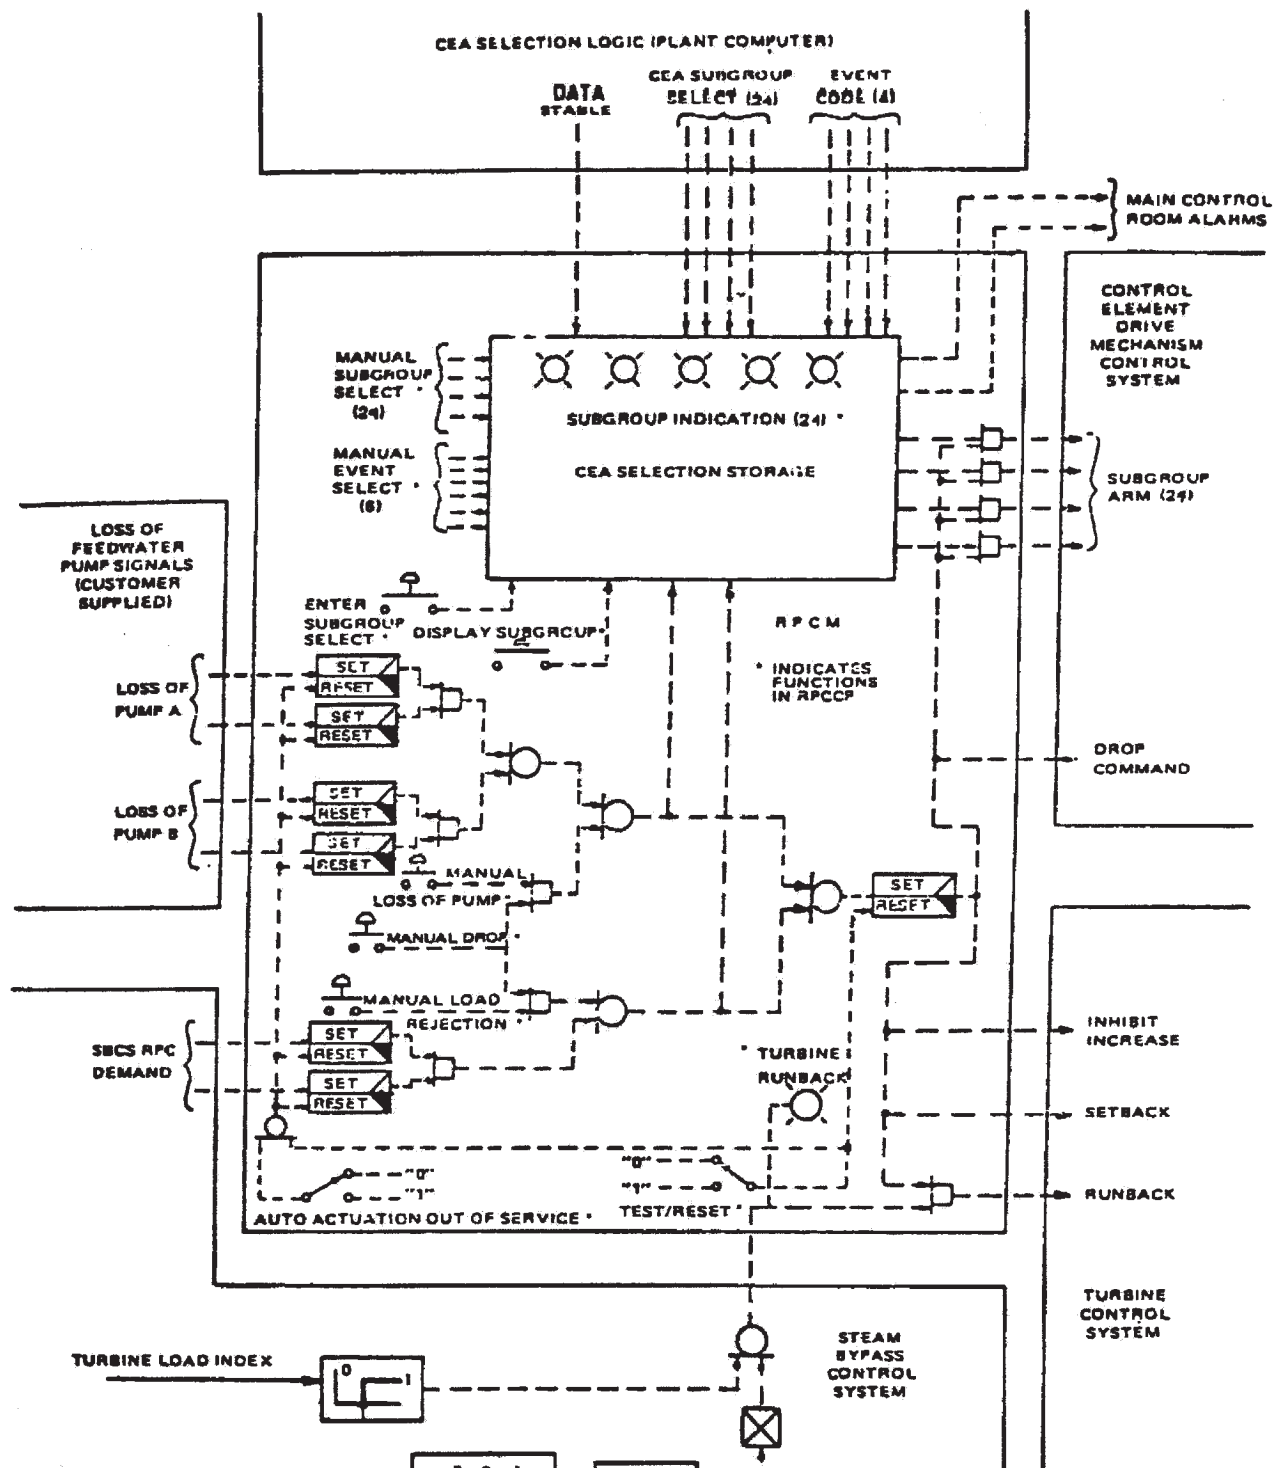 CEA SELECTION LOGIC (PLANT COMPUTER)
DATA
STABLE
CEA SUBGROUP
SELECT (24)
EVENT
CODE (4)
MAIN CONTROL
ROOM ALAHMS
CONTROL
ELEMENT
DRIVE
MECHANISM
CONTROL
SYSTEM
MANUAL
SUBGROUP
SELECT *
(24)
SUBGROUP INDICATION (24) *
MANUAL
EVENT
SELECT *
(6)
CEA SELECTION STORAGE
SUBGROUP
ARM (24)
LOSS OF
FEEDWATER
PUMP SIGNALS
(CUSTOMER
SUPPLIED)
ENTER
SUBGROUP
SELECT *
DISPLAY SUBGROUP*
RPCM
* INDICATES
FUNCTIONS
IN RPCCP
LOSS OF
PUMP A
SET
RESET
SET
RESET
DROP
COMMAND
LOSS OF
PUMP B
SET
RESET
SET
RESET
MANUAL
LOSS OF PUMP *
SET
RESET
MANUAL DROP *
MANUAL LOAD
REJECTION *
SBCS RPC
DEMAND
SET
RESET
SET
RESET
INHIBIT
INCREASE
* TURBINE
RUNBACK
SETBACK
"0"
"1"
AUTO ACTUATION OUT OF SERVICE *
"0"
"1"
TEST/RESET *
RUNBACK
TURBINE
CONTROL
SYSTEM
STEAM
BYPASS
CONTROL
SYSTEM
TURBINE LOAD INDEX
0
1